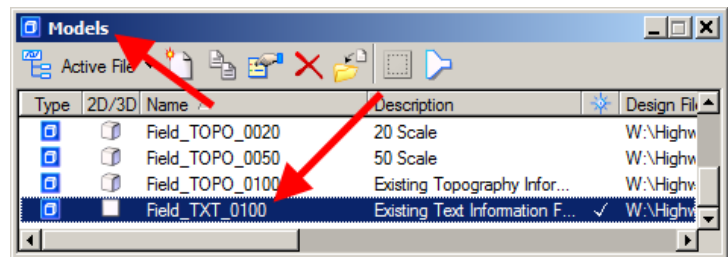 Models
Active File
Type 2D/3D Name Description Design File
Field_TOPO_0020 20 Scale W:\Highw
Field_TOPO_0050 50 Scale W:\Highw
Field_TOPO_0100 Existing Topography Infor... W:\Highw
Field_TXT_0100 Existing Text Information F... W:\Highw